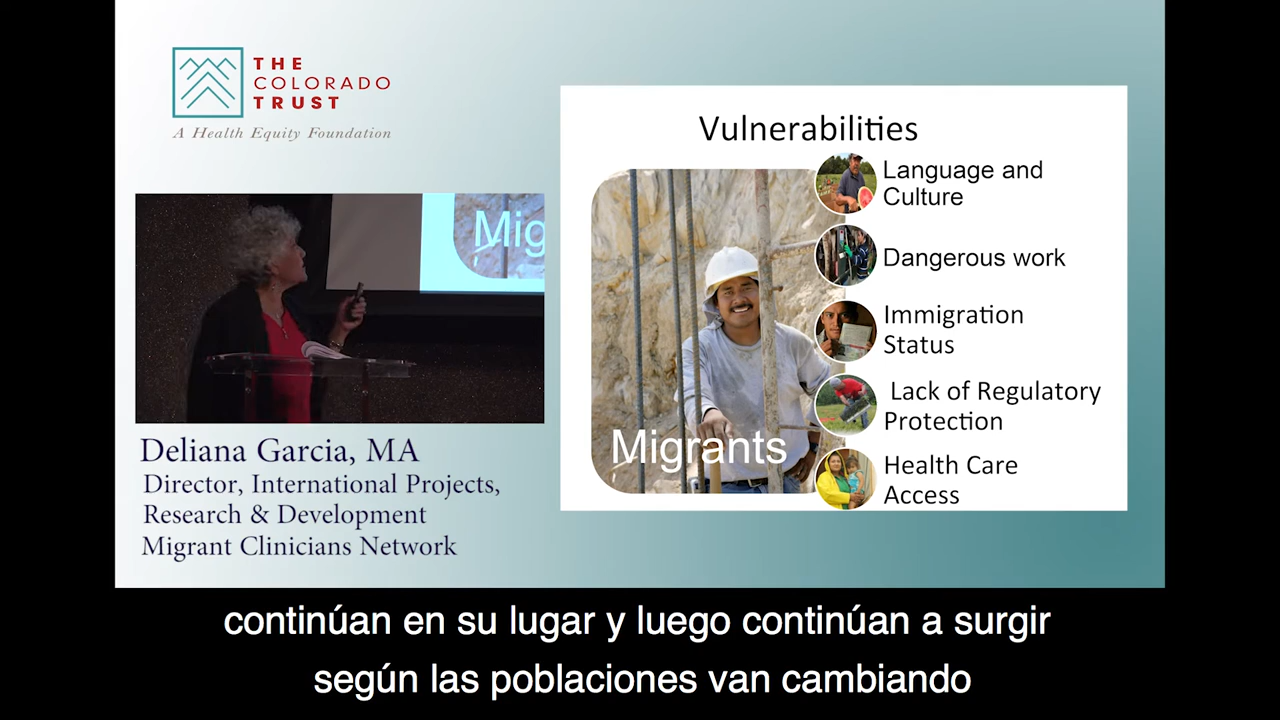 THE
COLORADO
TRUST
A Health Equity Foundation
Vulnerabilities
Language and
Culture
Dangerous work
Immigration
Status
Lack of Regulatory
Protection
Health Care
Access
Migrants
Mig
Deliana Garcia, MA
Director, International Projects,
Research & Development
Migrant Clinicians Network
continúan en su lugar y luego continúan a surgir
según las poblaciones van cambiando